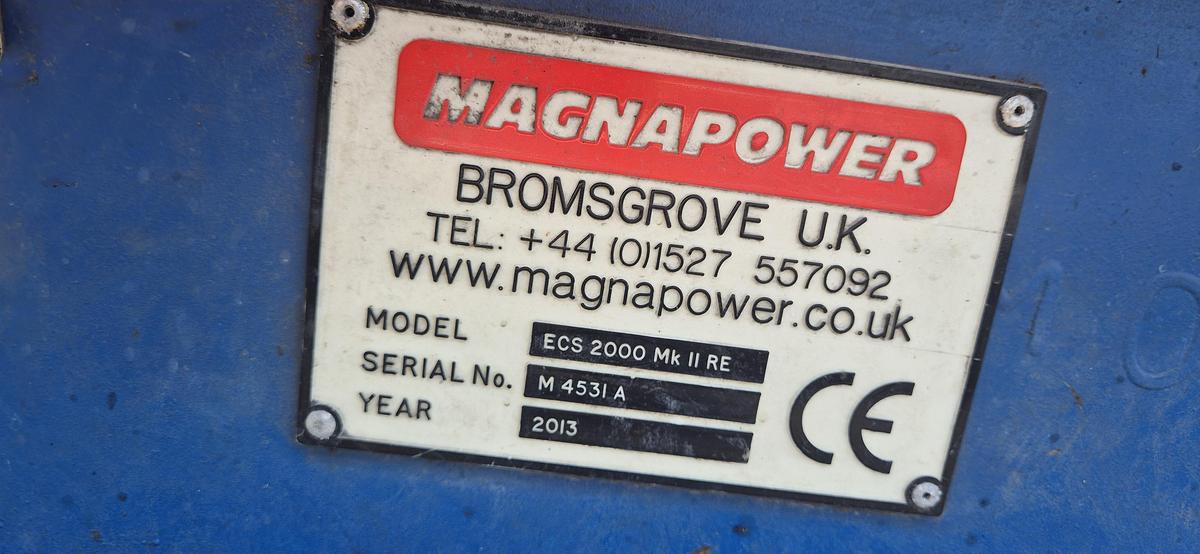 MAGNAPOWER
BROMSGROVE U.K.
TEL: +44 (0)1527 557092
www.magnapower.co.uk
MODEL ECS 2000 Mk II RE
SERIAL No. M 4531 A
YEAR 2013
CE